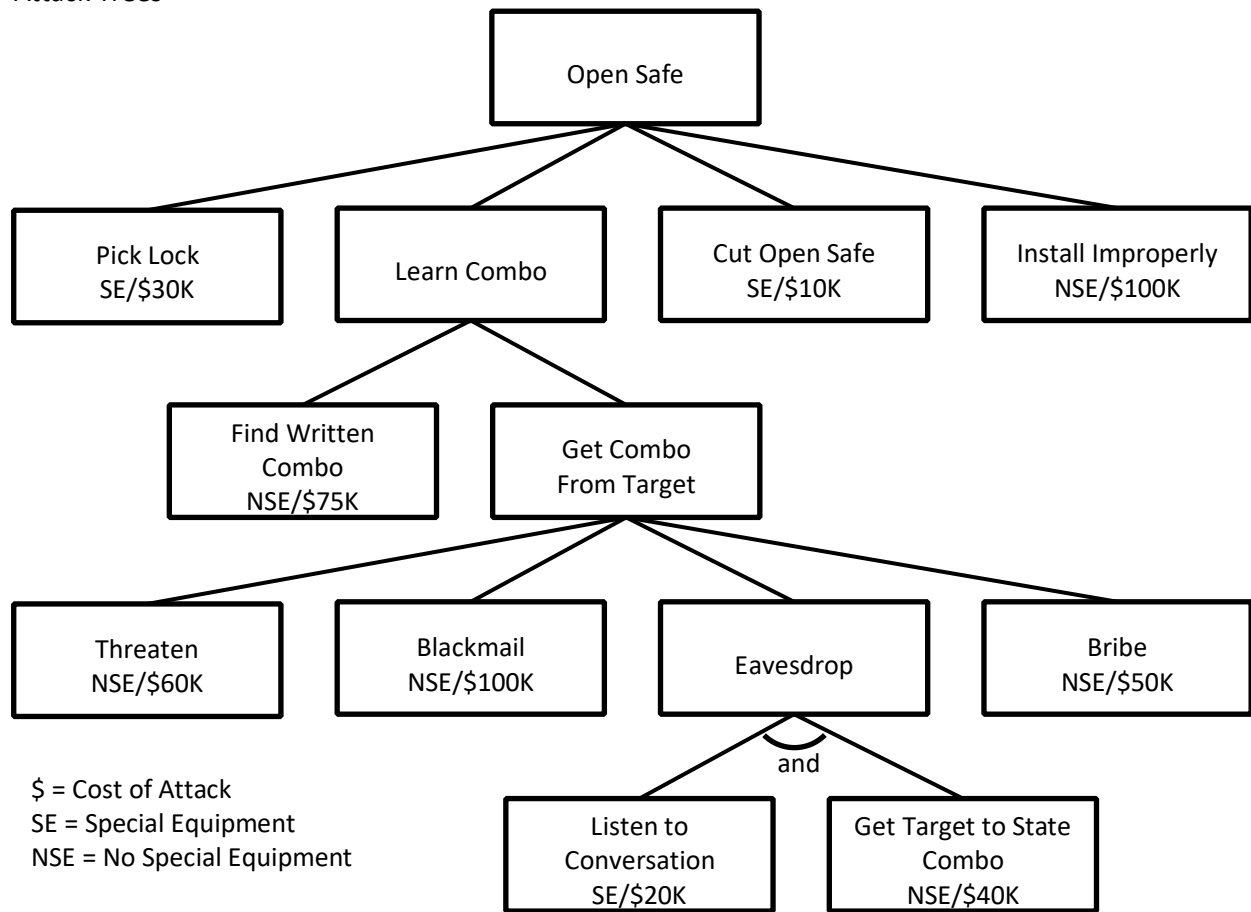 Attack Trees
Open Safe
Pick Lock
SE/$30K
Learn Combo
Cut Open Safe
SE/$10K
Install Improperly
NSE/$100K
Find Written
Combo
NSE/$75K
Get Combo
From Target
Threaten
NSE/$60K
Blackmail
NSE/$100K
Eavesdrop
Bribe
NSE/$50K
and
$ = Cost of Attack
SE = Special Equipment
NSE = No Special Equipment
Listen to
Conversation
SE/$20K
Get Target to State
Combo
NSE/$40K